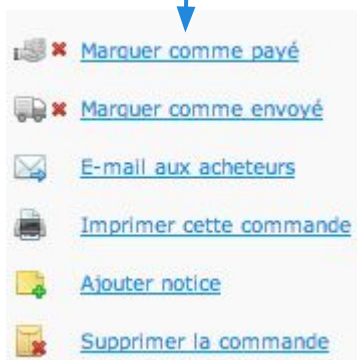 Marquer comme payé
Marquer comme envoyé
E-mail aux acheteurs
Imprimer cette commande
Ajouter notice
Supprimer la commande